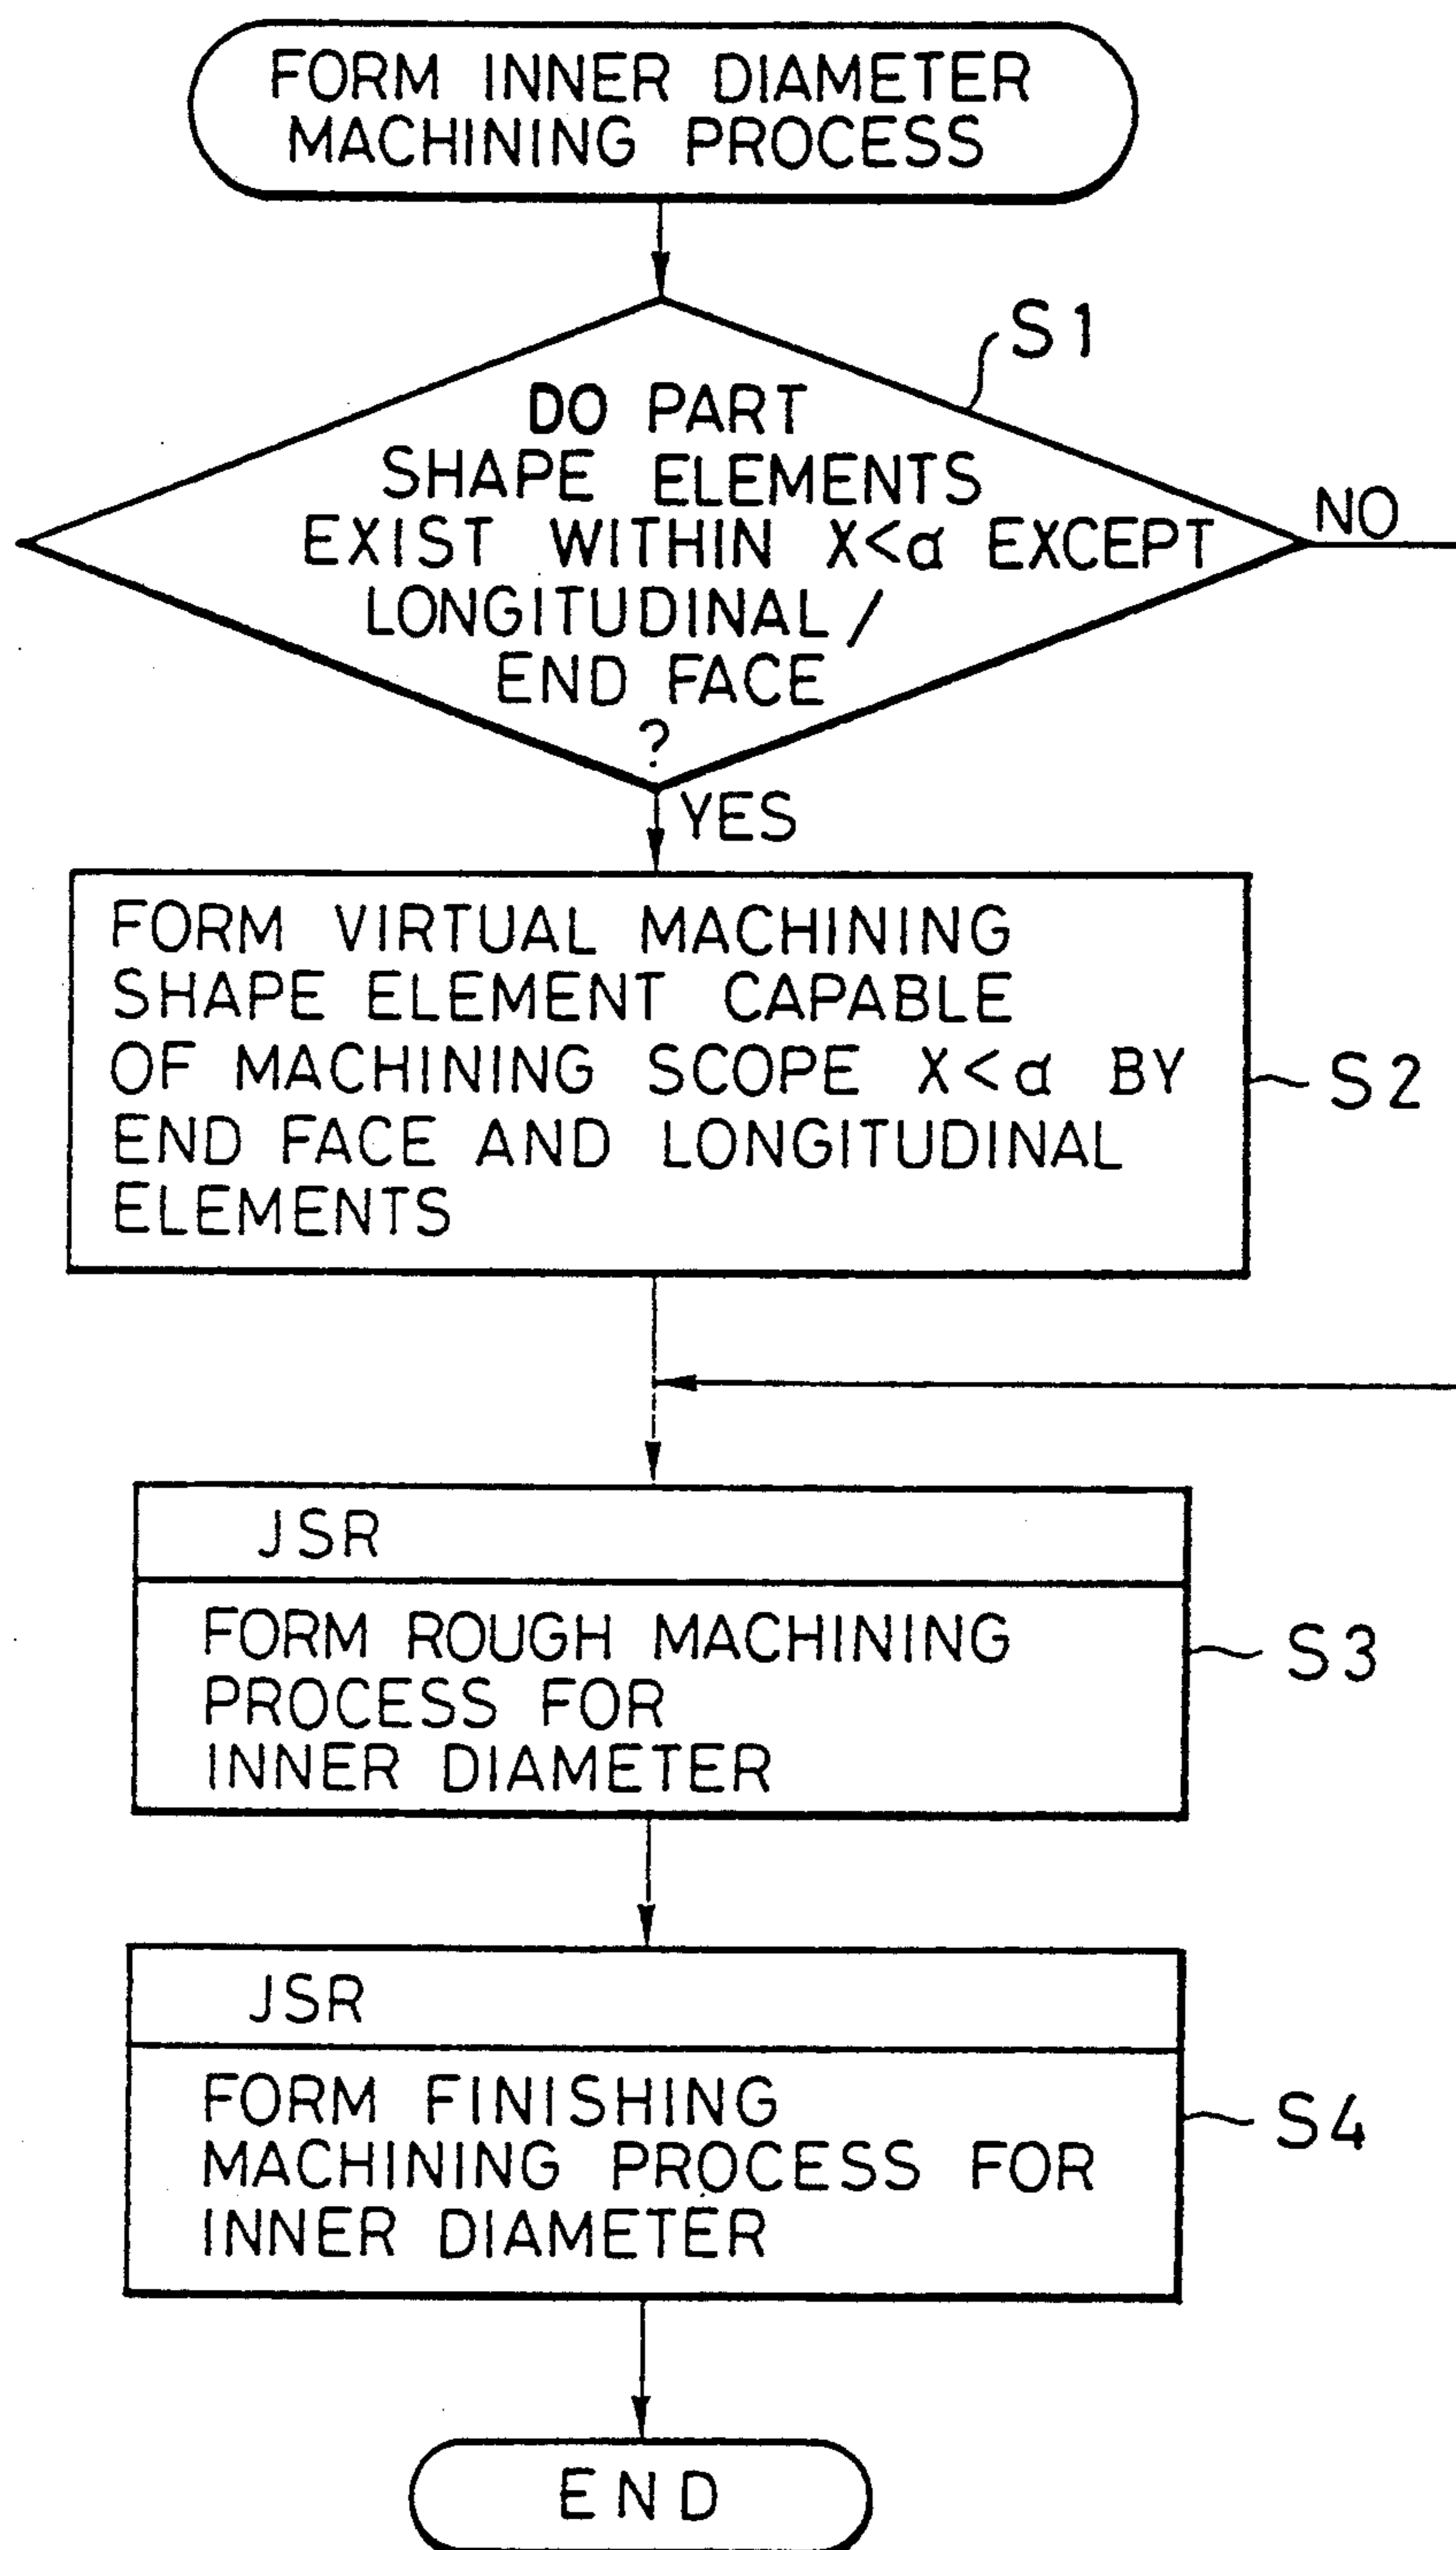 FORM INNER DIAMETER
MACHINING PROCESS
S1
DO PART
SHAPE ELEMENTS
EXIST WITHIN X<α EXCEPT
LONGITUDINAL/
END FACE
?
NO
YES
FORM VIRTUAL MACHINING
SHAPE ELEMENT CAPABLE
OF MACHINING SCOPE X<α BY
END FACE AND LONGITUDINAL
ELEMENTS
S2
JSR
FORM ROUGH MACHINING
PROCESS FOR
INNER DIAMETER
S3
JSR
FORM FINISHING
MACHINING PROCESS FOR
INNER DIAMETER
S4
END